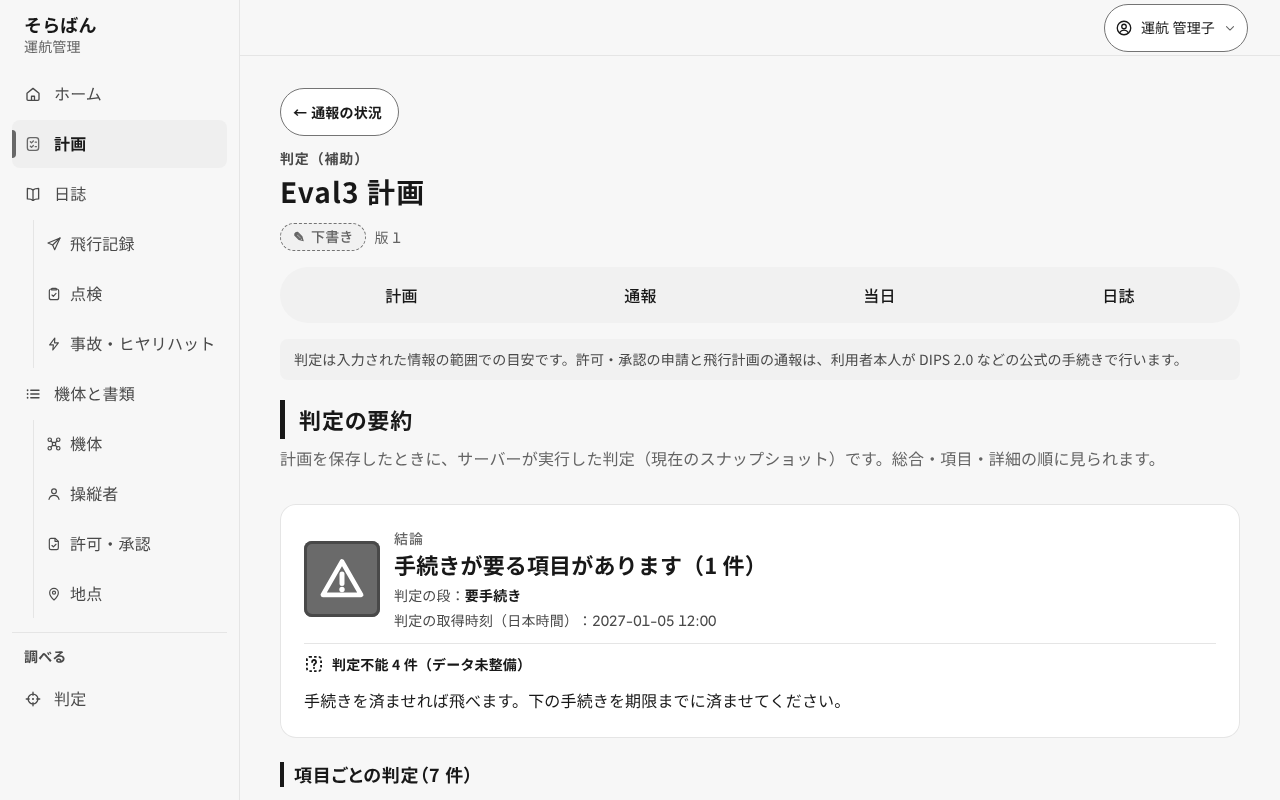 そらばん
運航管理
運航 管理子
ホーム
計画
日誌
飛行記録
点検
事故・ヒヤリハット
機体と書類
機体
操縦者
許可・承認
地点
調べる
判定
← 通報の状況
判定（補助）
Eval3 計画
✎ 下書き 版 1
計画 通報 当日 日誌
判定は入力された情報の範囲での目安です。許可・承認の申請と飛行計画の通報は、利用者本人が DIPS 2.0 などの公式の手続きで行います。
判定の要約
計画を保存したときに、サーバーが実行した判定（現在のスナップショット）です。総合・項目・詳細の順に見られます。
結論
手続きが要る項目があります（1 件）
判定の段：要手続き
判定の取得時刻（日本時間）：2027-01-05 12:00
判定不能 4 件（データ未整備）
手続きを済ませれば飛べます。下の手続きを期限までに済ませてください。
項目ごとの判定（7 件）